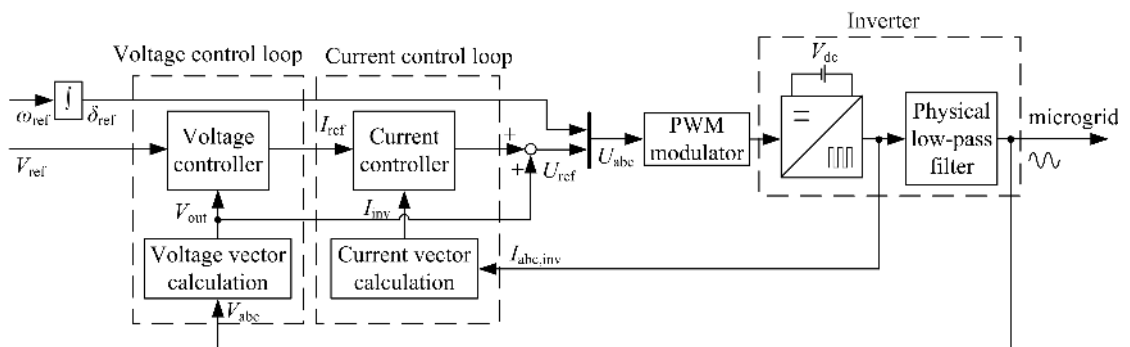 Inverter
Voltage control loop
Current control loop
V_dc
ω_ref
∫
δ_ref
V_ref
Voltage
controller
I_ref
Current
controller
+
+
U_ref
U_abc
PWM
modulator
Physical
low-pass
filter
microgrid
V_out
I_inv
Voltage vector
calculation
Current vector
calculation
I_abc,inv
V_abc